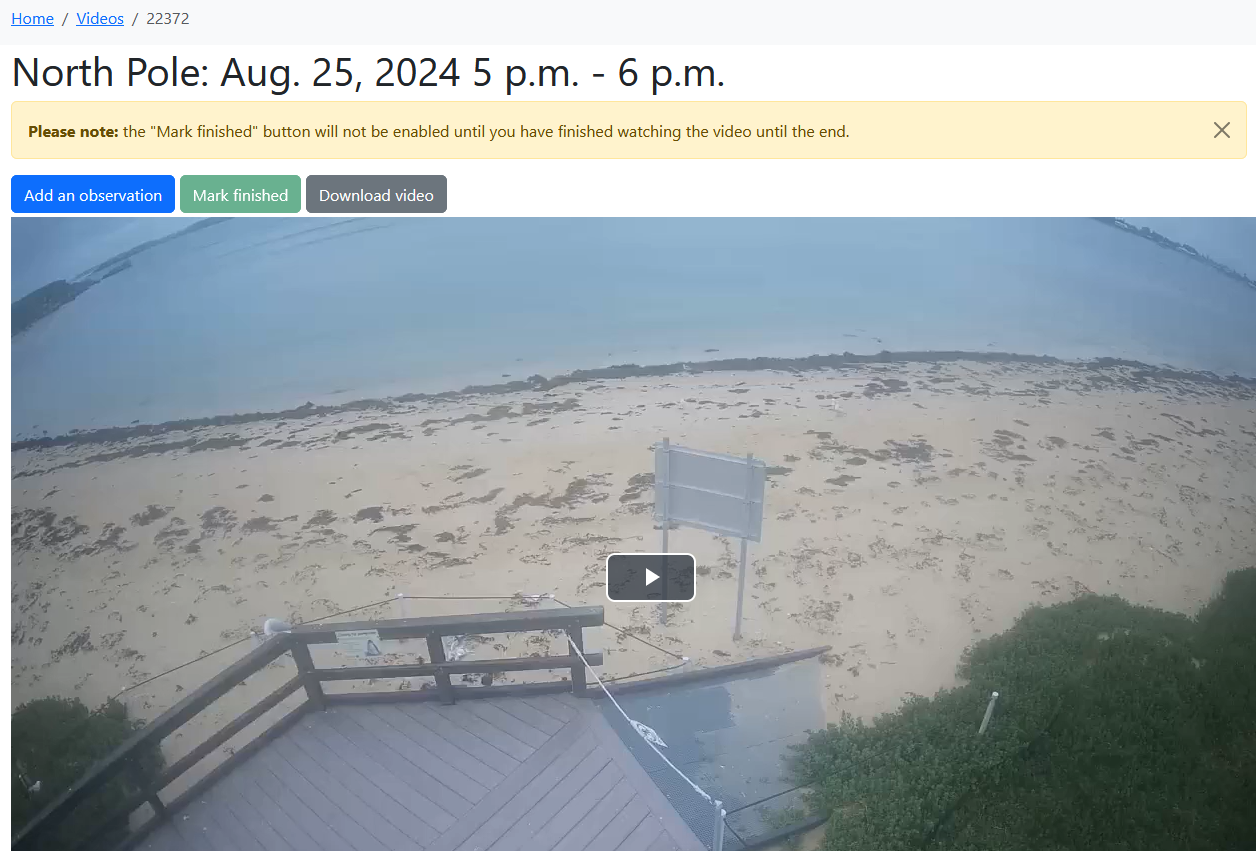 Home / Videos / 22372
North Pole: Aug. 25, 2024 5 p.m. - 6 p.m.
Please note: the "Mark finished" button will not be enabled until you have finished watching the video until the end.
Add an observation Mark finished Download video